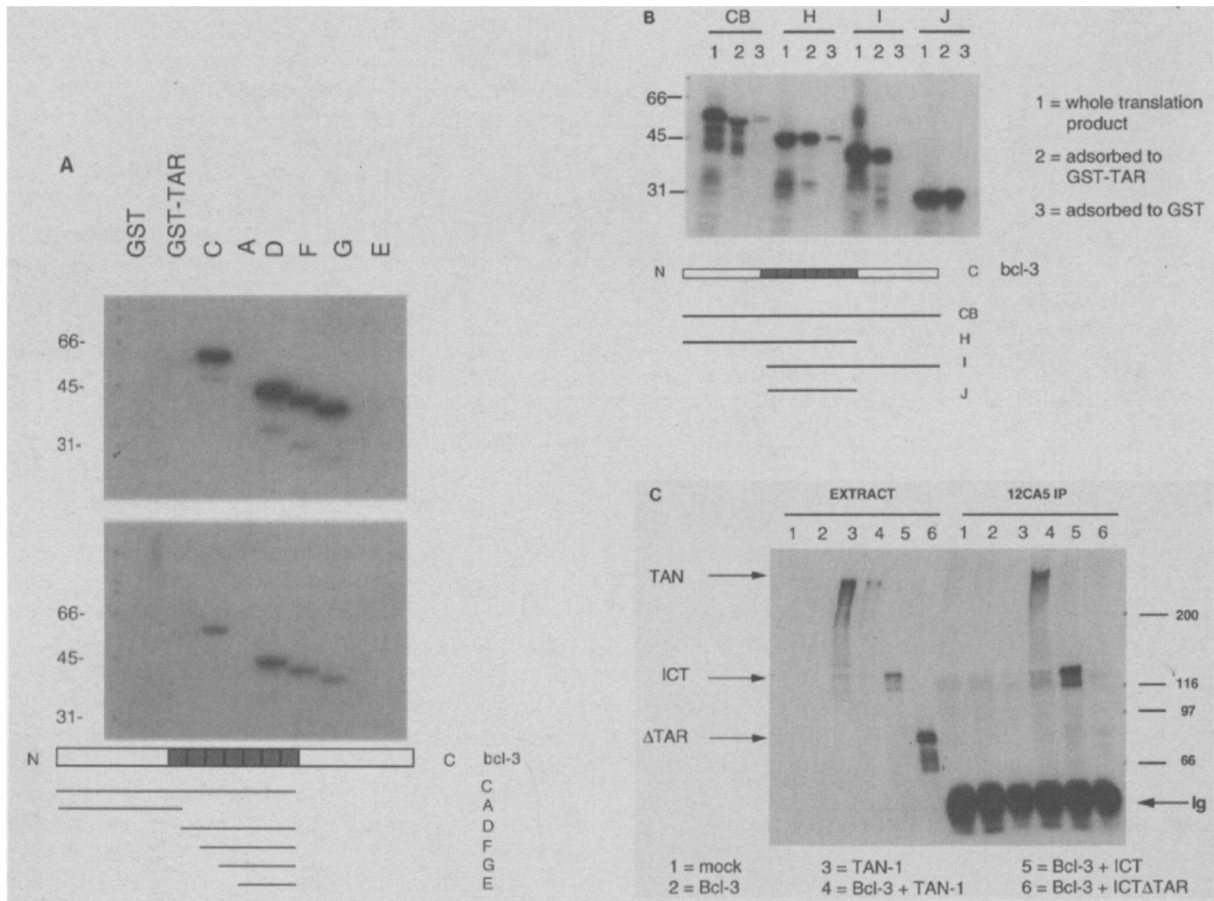 A
GST
GST-TAR
C
A
D
F
G
E
66-
45-
31-
66-
45-
31-
N C bcl-3
C
A
D
F
G
E
B
CB H I J
1 2 3 1 2 3 1 2 3 1 2 3
66
45
31
1 = whole translation
product
2 = adsorbed to
GST-TAR
3 = adsorbed to GST
N C bcl-3
CB
H
I
J
C
EXTRACT 12CA5 IP
1 2 3 4 5 6 1 2 3 4 5 6
TAN
ICT
ΔTAR
200
116
97
66
Ig
1 = mock 3 = TAN-1 5 = Bcl-3 + ICT
2 = Bcl-3 4 = Bcl-3 + TAN-1 6 = Bcl-3 + ICTΔTAR